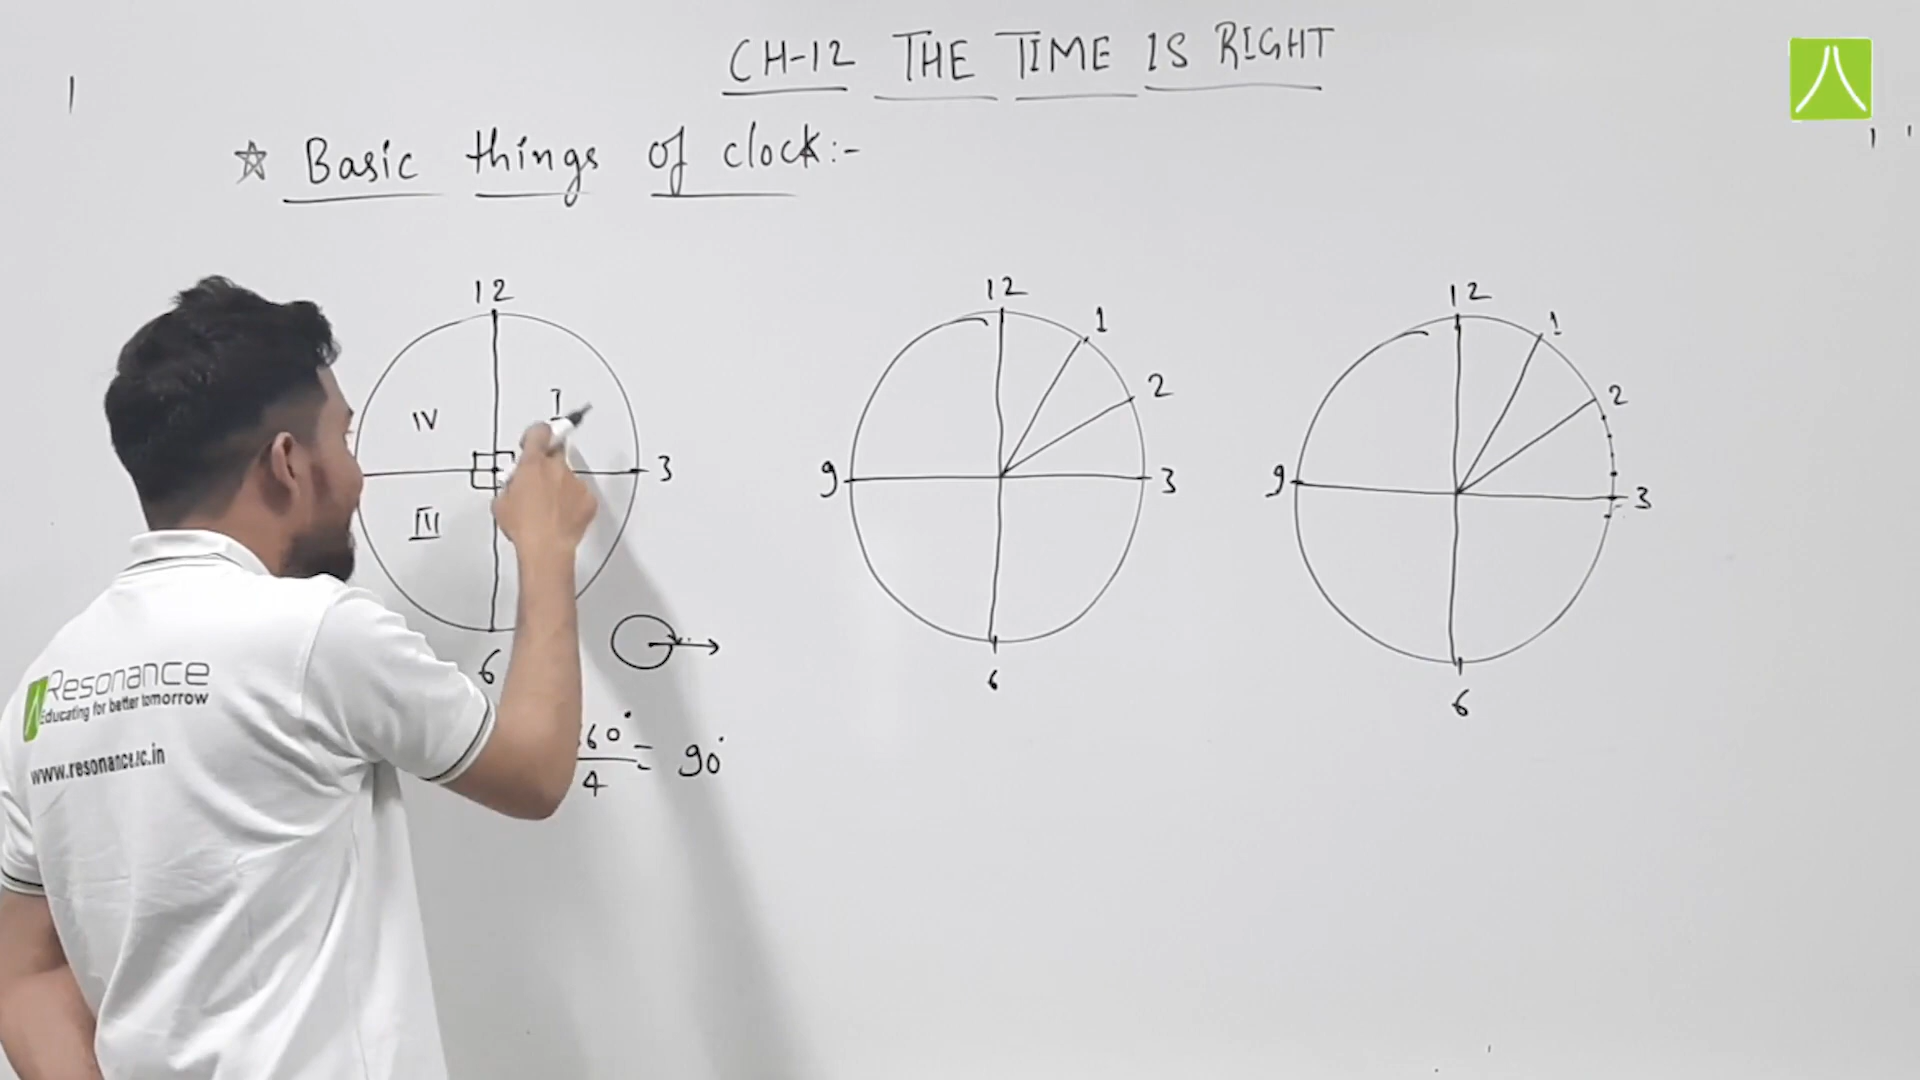 CH-12 THE TIME IS RIGHT
☆ Basic things of clock:-
12
IV
I
3
III
6
60°
4
= 90°
12
1
2
9
3
6
12
1
2
9
3
6
Resonance
Educating for better tomorrow
www.resonance.ac.in